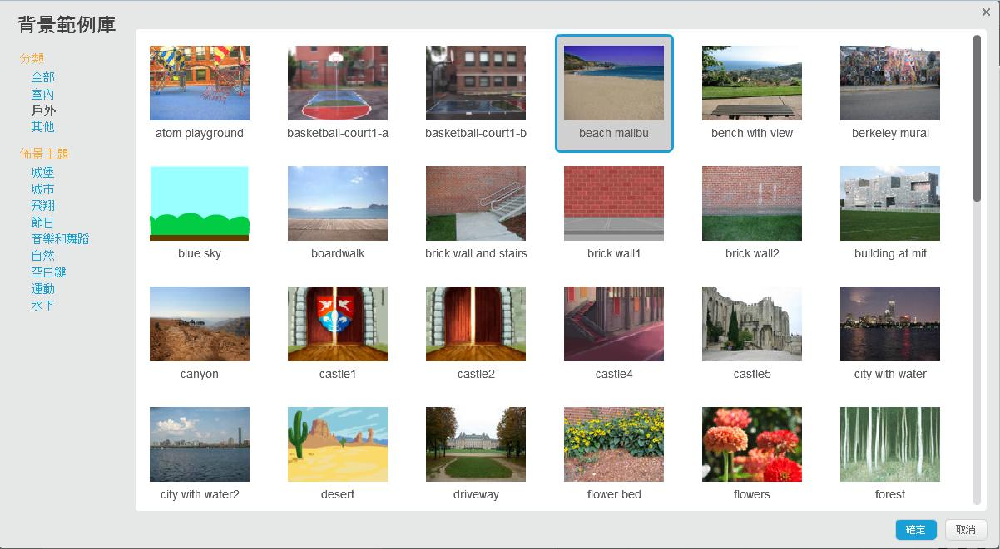 背景範例庫
分類
全部
室內
戶外
其他
佈景主題
城堡
城市
飛翔
節日
音樂和舞蹈
自然
空白鍵
運動
水下
atom playground
basketball-court1-a
basketball-court1-b
beach malibu
bench with view
berkeley mural
blue sky
boardwalk
brick wall and stairs
brick wall1
brick wall2
building at mit
canyon
castle1
castle2
castle4
castle5
city with water
city with water2
desert
driveway
flower bed
flowers
forest
確定
取消